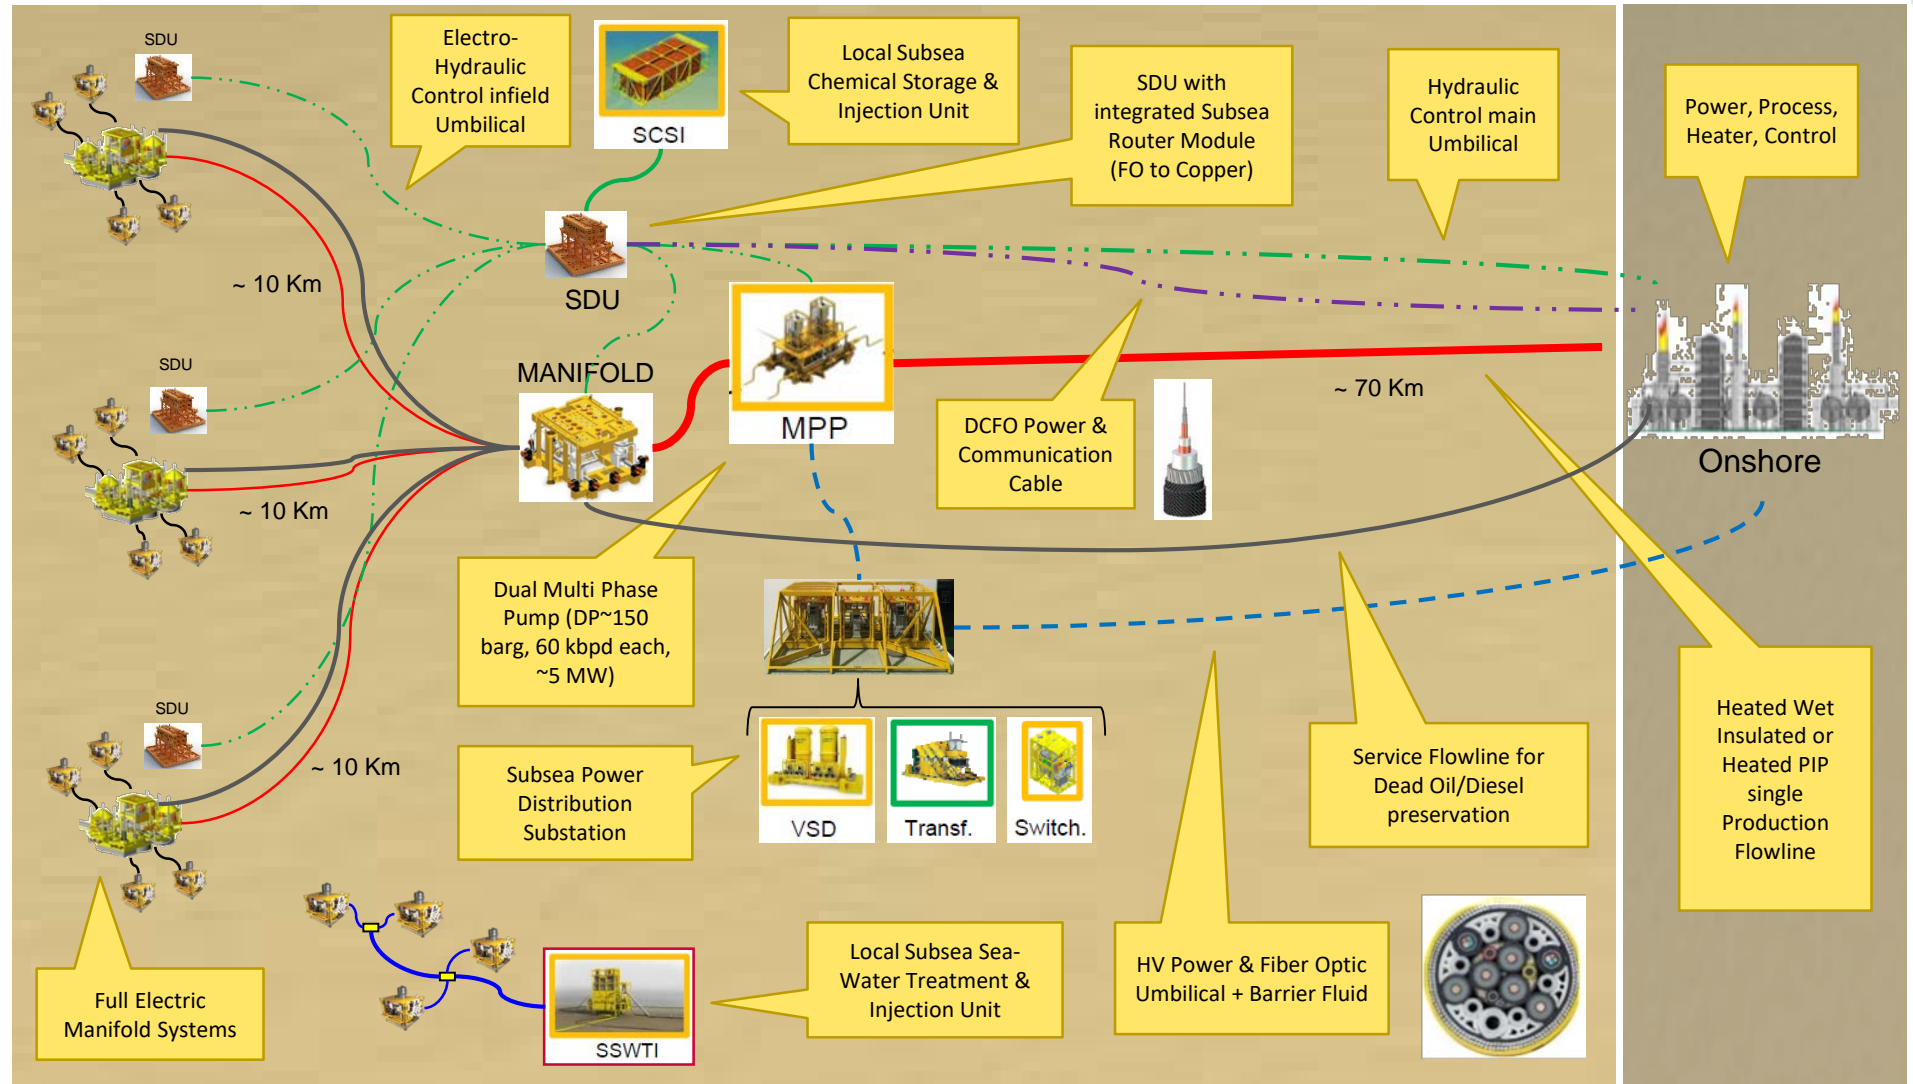 SDU
Electro-
Hydraulic
Control infield
Umbilical
SCSI
Local Subsea
Chemical Storage &
Injection Unit
SDU with
integrated Subsea
Router Module
(FO to Copper)
Hydraulic
Control main
Umbilical
Power, Process,
Heater, Control
~ 10 Km
SDU
SDU
MANIFOLD
MPP
~ 70 Km
DCFO Power &
Communication
Cable
Onshore
~ 10 Km
Dual Multi Phase
Pump (DP~150
barg, 60 kbpd each,
~5 MW)
SDU
~ 10 Km
Subsea Power
Distribution
Substation
VSD
Transf.
Switch.
Service Flowline for
Dead Oil/Diesel
preservation
Heated Wet
Insulated or
Heated PIP
single
Production
Flowline
Full Electric
Manifold Systems
SSWTI
Local Subsea Sea-
Water Treatment &
Injection Unit
HV Power & Fiber Optic
Umbilical + Barrier Fluid